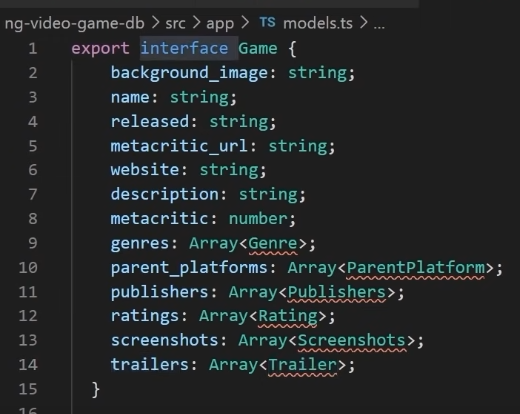 ng-video-game-db > src > app > TS models.ts > ...
1 export interface Game {
2 background_image: string;
3 name: string;
4 released: string;
5 metacritic_url: string;
6 website: string;
7 description: string;
8 metacritic: number;
9 genres: Array<Genre>;
10 parent_platforms: Array<ParentPlatform>;
11 publishers: Array<Publishers>;
12 ratings: Array<Rating>;
13 screenshots: Array<Screenshots>;
14 trailers: Array<Trailer>;
15 }
16